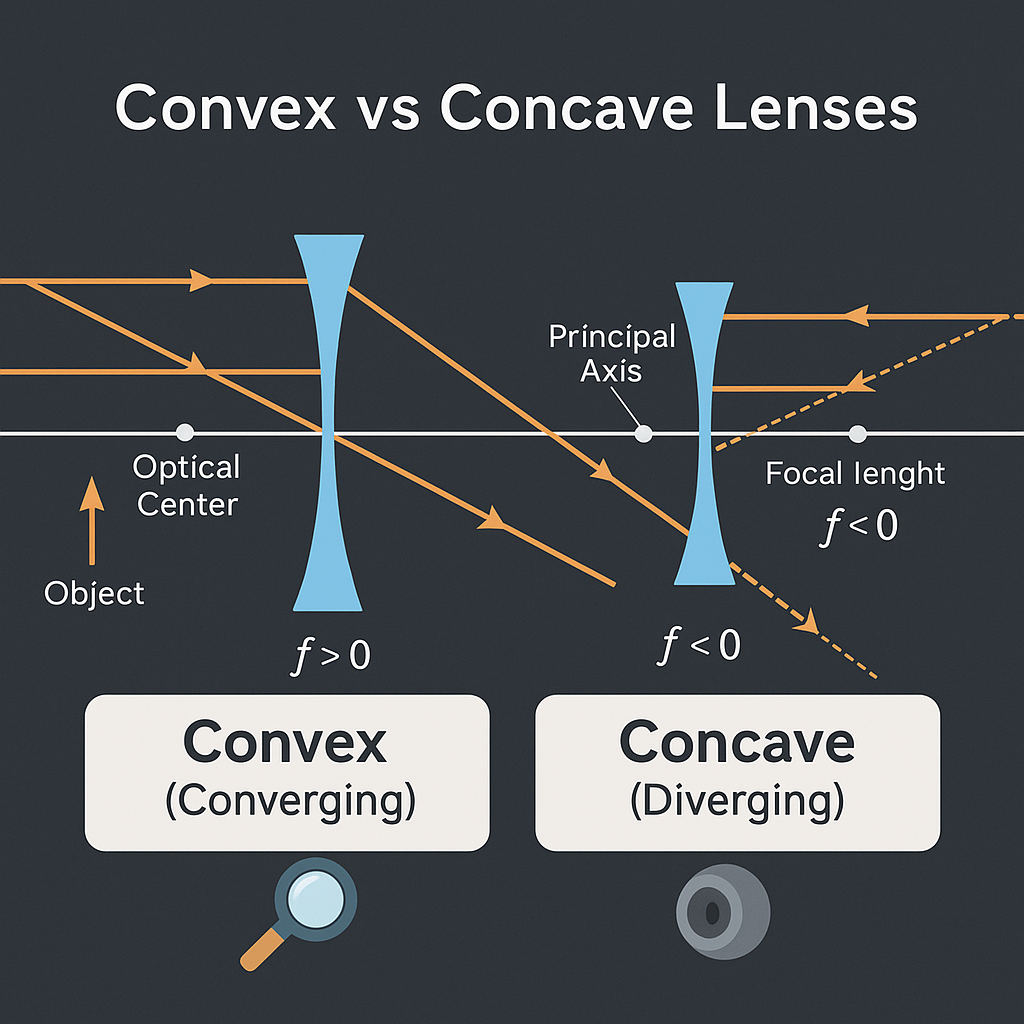 Convex vs Concave Lenses
Principal
Axis
Optical
Center
Focal lenght
f < 0
Object
f > 0
f < 0
Convex
(Converging)
Concave
(Diverging)